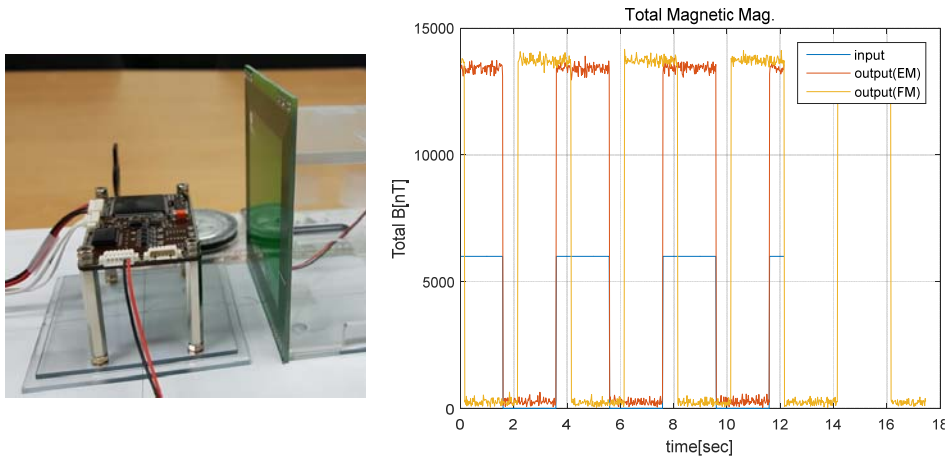 Total Magnetic Mag.
15000
10000
5000
0
Total B[nT]
input
output(EM)
output(FM)
0 2 4 6 8 10 12 14 16 18
time[sec]